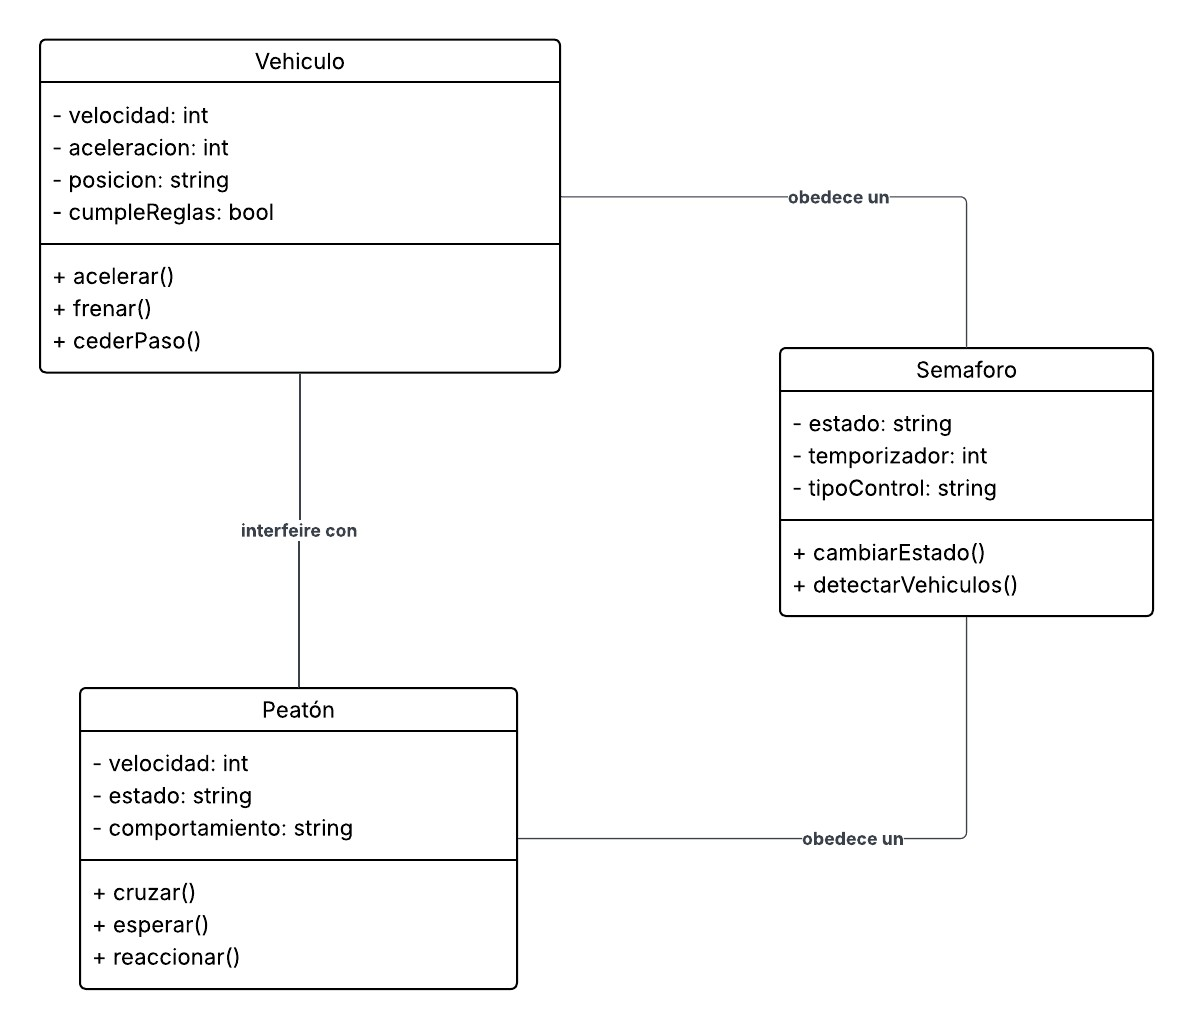 Vehiculo
- velocidad: int
- aceleracion: int
- posicion: string
- cumpleReglas: bool
+ acelerar()
+ frenar()
+ cederPaso()
obedece un
Semaforo
- estado: string
- temporizador: int
- tipoControl: string
+ cambiarEstado()
+ detectarVehiculos()
interfeire con
Peatón
- velocidad: int
- estado: string
- comportamiento: string
+ cruzar()
+ esperar()
+ reaccionar()
obedece un